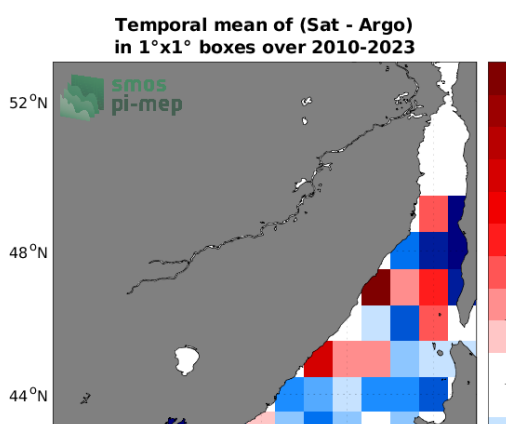 Temporal mean of (Sat - Argo)
in 1°x1° boxes over 2010-2023
smos
pi-mep
52°N
48°N
44°N